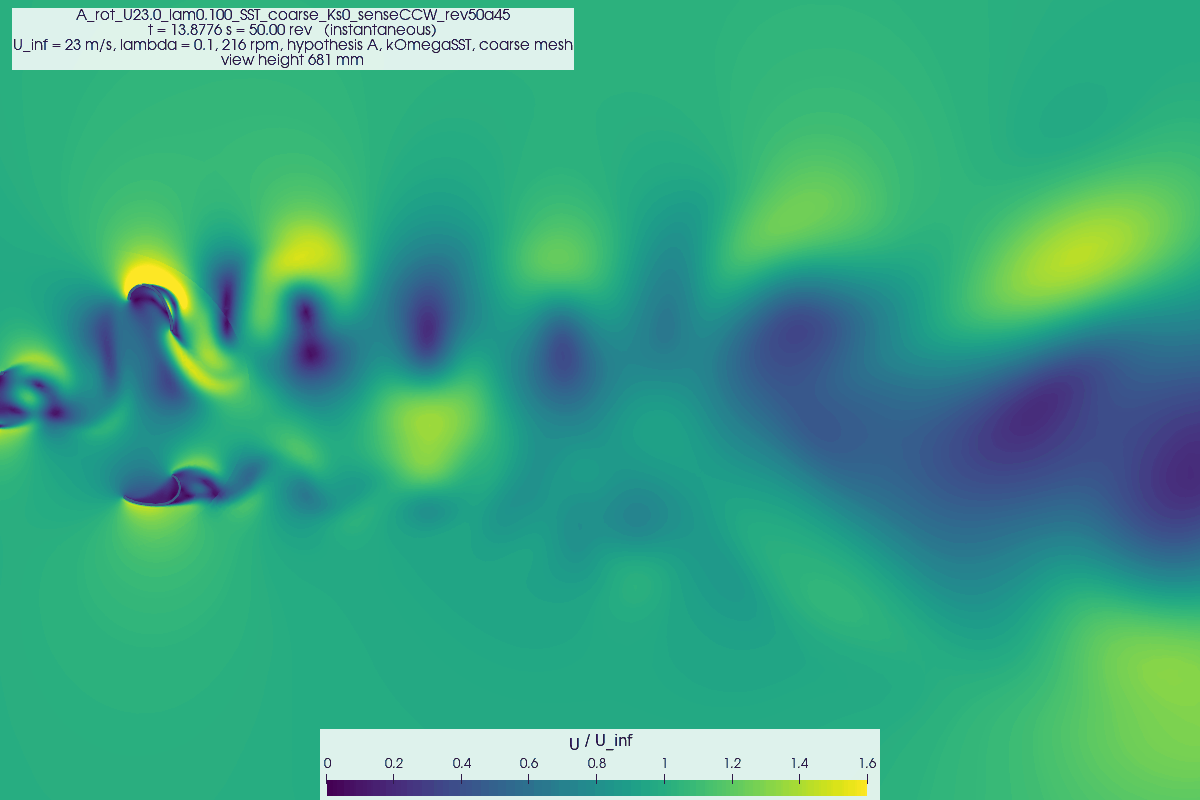 A_rot_U23.0_lam0.100_SST_coarse_Ks0_senseCCW_rev50a45
t = 13.8776 s = 50.00 rev (instantaneous)
U_inf = 23 m/s, lambda = 0.1, 216 rpm, hypothesis A, kOmegaSST, coarse mesh
view height 681 mm
U / U_inf
0 0.2 0.4 0.6 0.8 1 1.2 1.4 1.6